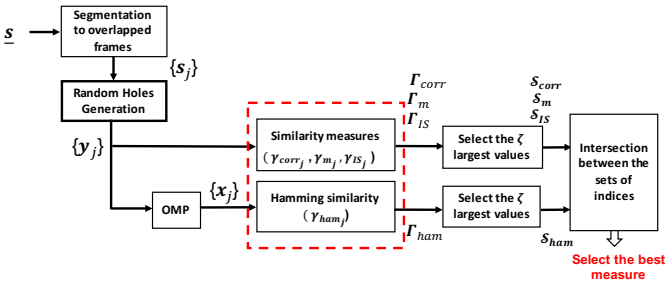 s
Segmentation
to overlapped
frames
{s_j}
Random Holes
Generation
{y_j}
OMP
{x_j}
Similarity measures
(γ_corr_j, γ_m_j, γ_IS_j)
Hamming similarity
(γ_ham_j)
Γ_corr
Γ_m
Γ_IS
Γ_ham
Select the ζ
largest values
Select the ζ
largest values
S_corr
S_m
S_IS
S_ham
Intersection
between the
sets of
indices
Select the best
measure